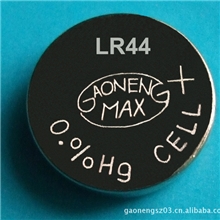 LR44
GAONENG
MAX
+
0.%Hg CELL
gaonengsz03.cn.alibaba.com